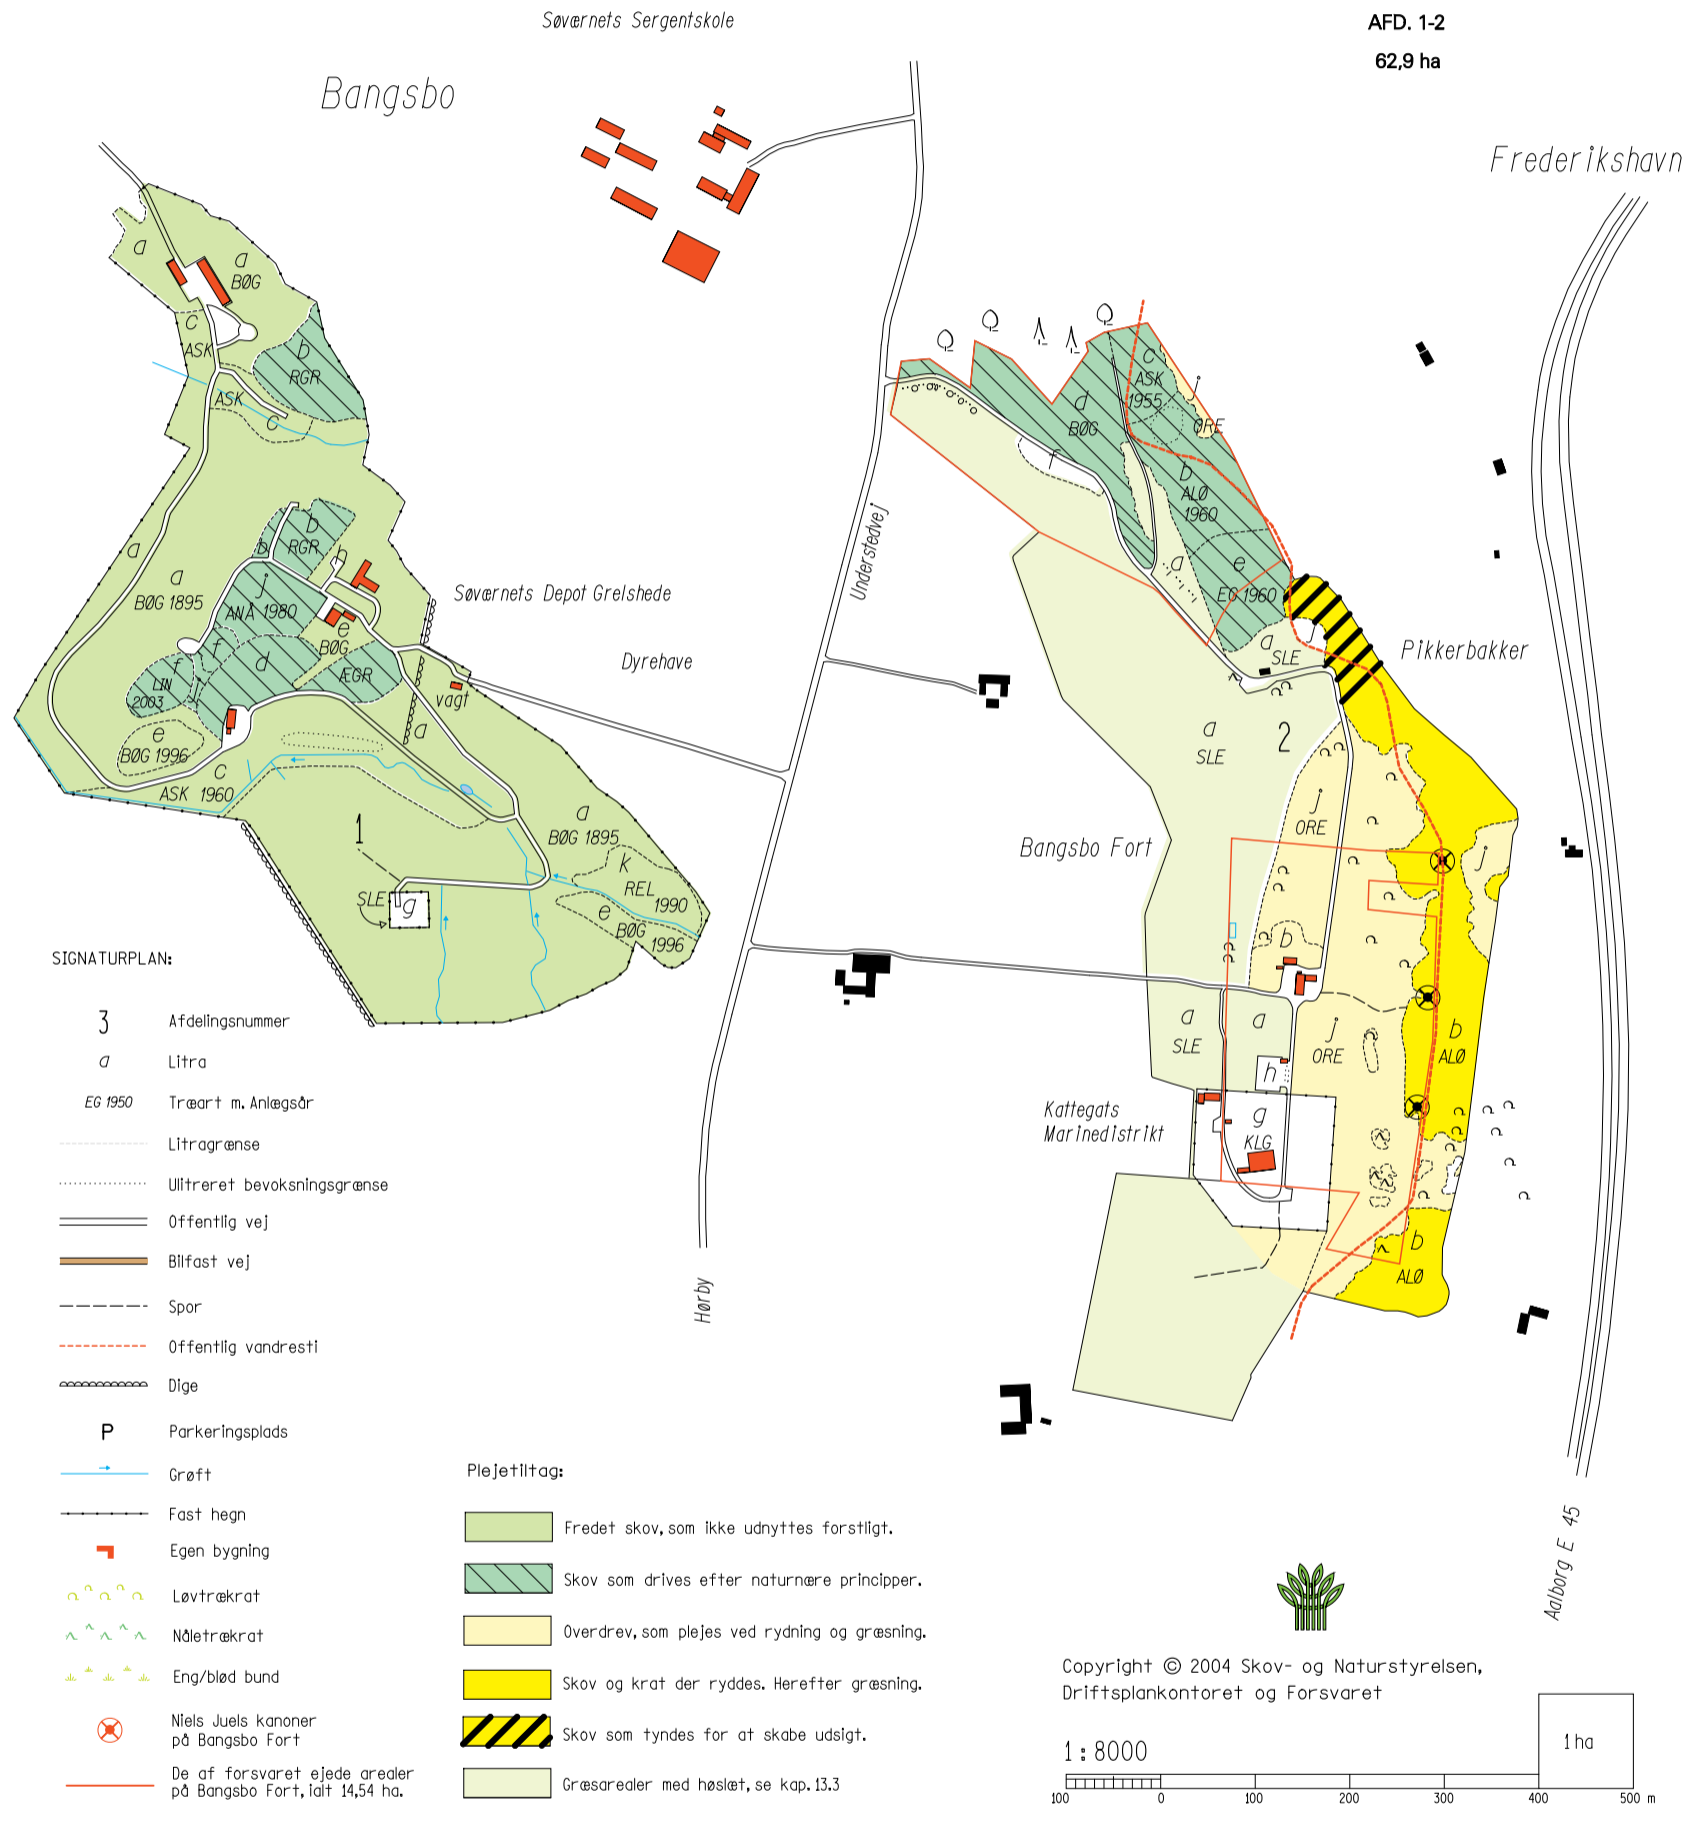 Søværnets Sergentskole
AFD. 1-2
62,9 ha
Bangsbo
Frederikshavn
a
a
BØG
c
ASK
b
RGR
ASK
c
a
a
BØG 1895
b
b
RGR
h
j
ANÅ 1980
e
BØG
f
f
d
LIN
2003
ÆGR
e
BØG 1996
c
ASK 1960
vagt
a
1
SLE
g
a
BØG 1895
k
REL
1990
e
BØG
1996
Søværnets Depot Grelshede
Dyrehave
Understedvej
Hørby
c
ASK
1955
j
ORE
d
BØG
f
b
ALØ
1960
a
e
EG 1960
a
SLE
j
Pikkerbakker
a
SLE
2
j
ORE
Bangsbo Fort
j
b
a
SLE
a
j
ORE
b
ALØ
h
g
KLG
Kattegats
Marinedistrikt
b
ALØ
Aalborg E 45
SIGNATURPLAN:
3 Afdelingsnummer
a Litra
EG 1950 Træart m. Anlægsår
Litragrænse
Ulitreret bevoksningsgrænse
Offentlig vej
Bilfast vej
Spor
Offentlig vandresti
Dige
P Parkeringsplads
Grøft
Fast hegn
Egen bygning
Løvtrækrat
Nåletrækrat
Eng/blød bund
Niels Juels kanoner
på Bangsbo Fort
De af forsvaret ejede arealer
på Bangsbo Fort, ialt 14,54 ha.
Plejetiltag:
Fredet skov, som ikke udnyttes forstligt.
Skov som drives efter naturnære principper.
Overdrev, som plejes ved rydning og græsning.
Skov og krat der ryddes. Herefter græsning.
Skov som tyndes for at skabe udsigt.
Græsarealer med høslæt, se kap. 13.3
Copyright © 2004 Skov- og Naturstyrelsen,
Driftsplankontoret og Forsvaret
1:8000
1 ha
100 0 100 200 300 400 500 m